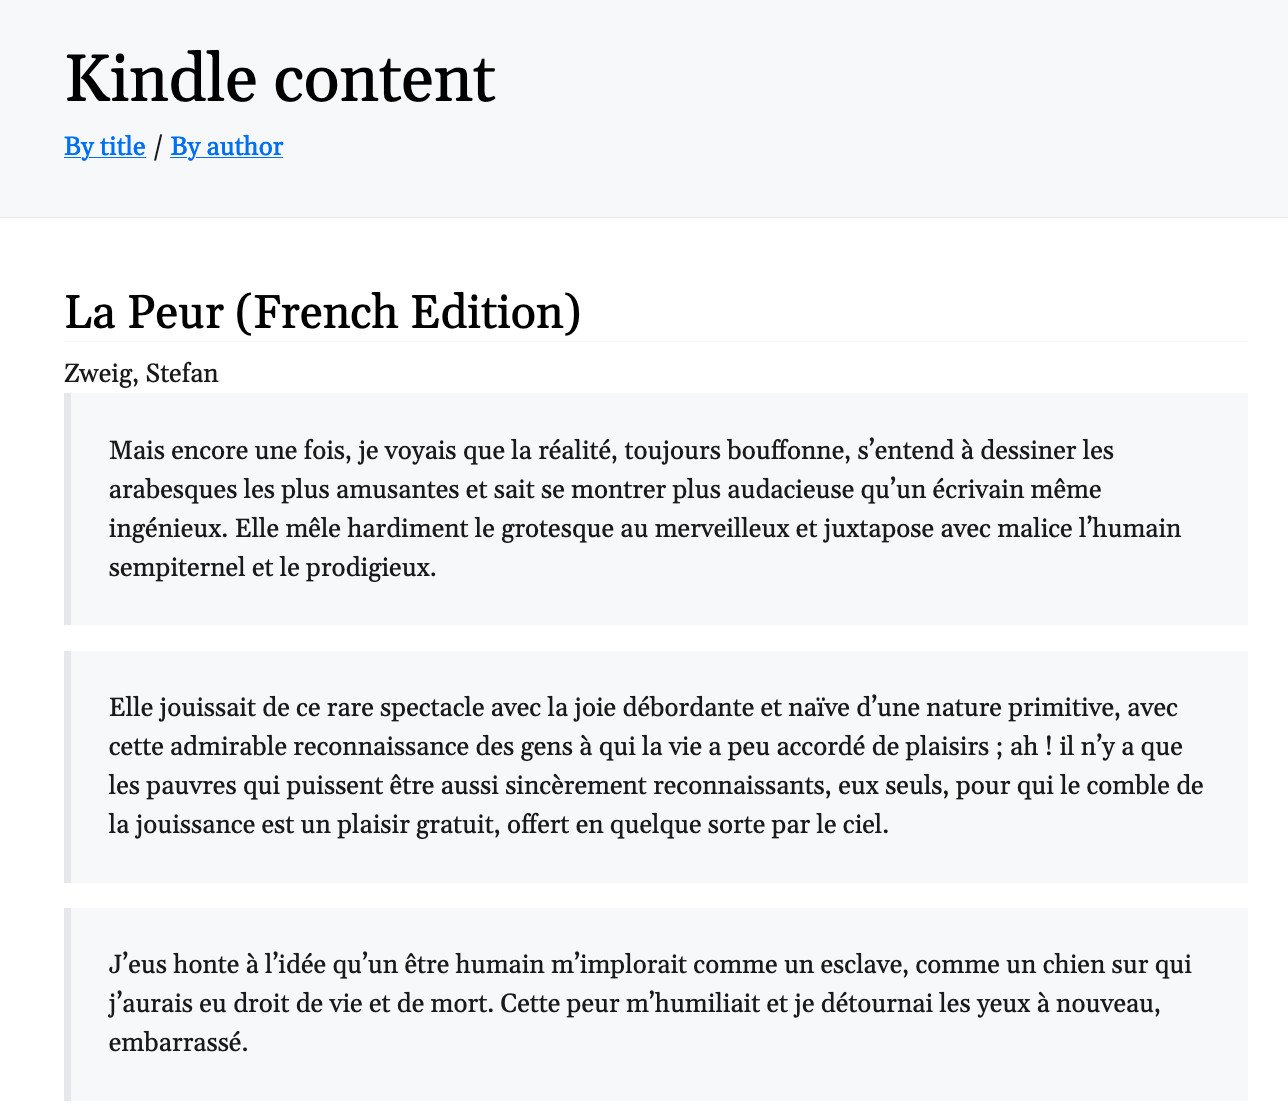 Kindle content
By title / By author
La Peur (French Edition)
Zweig, Stefan
Mais encore une fois, je voyais que la réalité, toujours bouffonne, s’entend à dessiner les
arabesques les plus amusantes et sait se montrer plus audacieuse qu’un écrivain même
ingénieux. Elle mêle hardiment le grotesque au merveilleux et juxtapose avec malice l’humain
sempiternel et le prodigieux.
Elle jouissait de ce rare spectacle avec la joie débordante et naïve d’une nature primitive, avec
cette admirable reconnaissance des gens à qui la vie a peu accordé de plaisirs ; ah ! il n’y a que
les pauvres qui puissent être aussi sincèrement reconnaissants, eux seuls, pour qui le comble de
la jouissance est un plaisir gratuit, offert en quelque sorte par le ciel.
J’eus honte à l’idée qu’un être humain m’implorait comme un esclave, comme un chien sur qui
j’aurais eu droit de vie et de mort. Cette peur m’humiliait et je détournai les yeux à nouveau,
embarrassé.